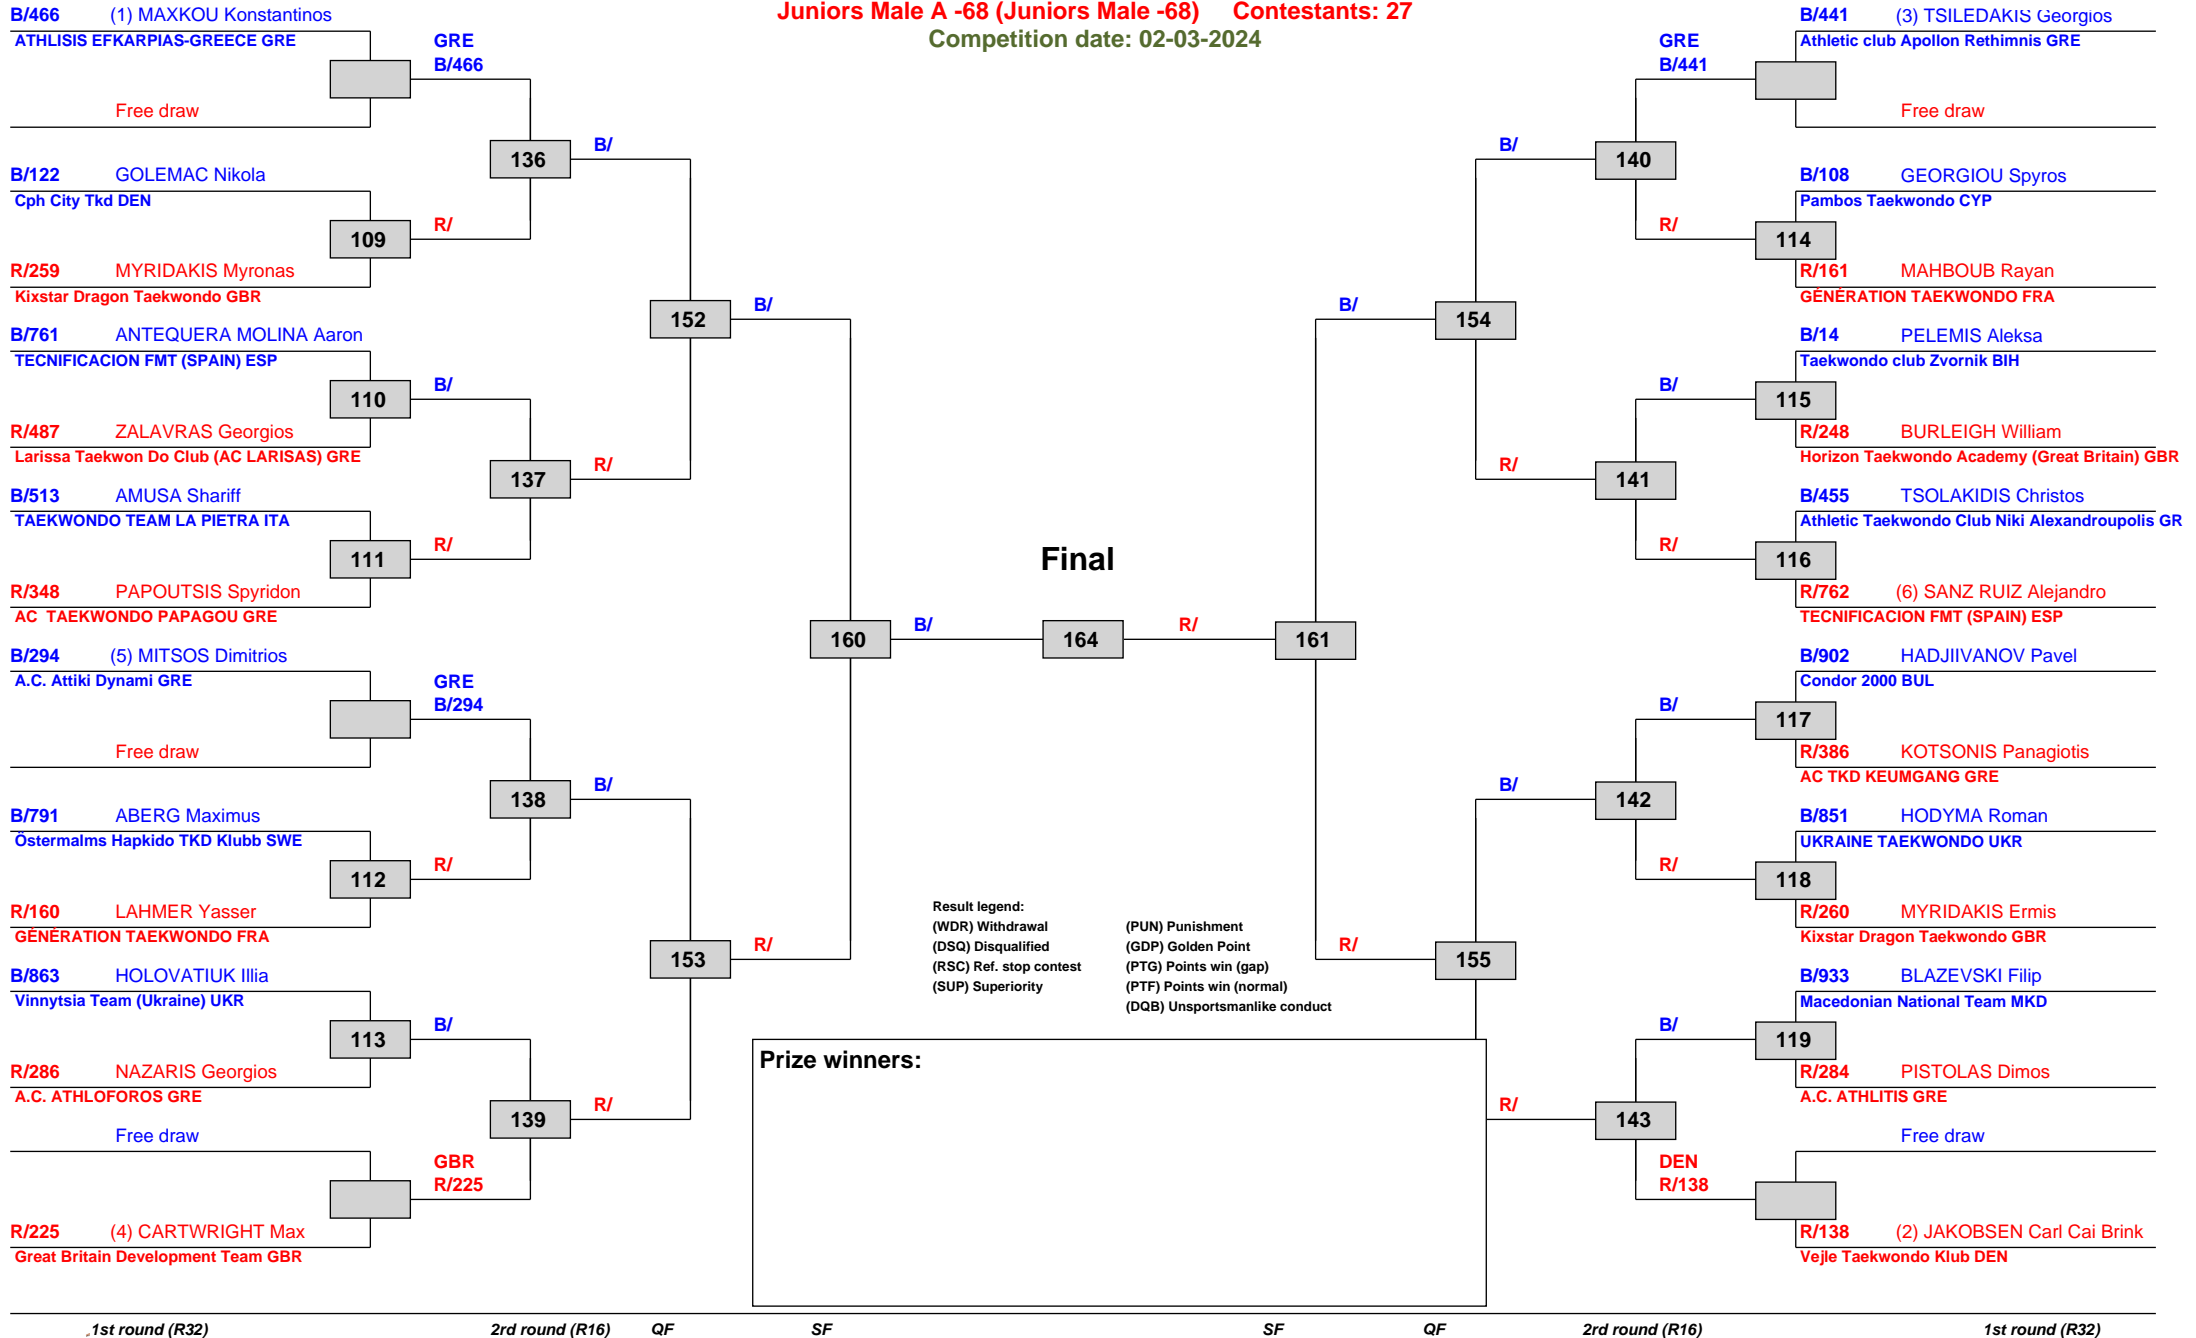 Juniors Male A -68 (Juniors Male -68) Contestants: 27
Competition date: 02-03-2024
B/466 (1) MAXKOU Konstantinos
ATHLISIS EFKARPIAS-GREECE GRE
GRE
B/466
Free draw
136
B/
B/122 GOLEMAC Nikola
Cph City Tkd DEN
109
R/
R/259 MYRIDAKIS Myronas
Kixstar Dragon Taekwondo GBR
152
B/
B/761 ANTEQUERA MOLINA Aaron
TECNIFICACION FMT (SPAIN) ESP
110
B/
R/487 ZALAVRAS Georgios
Larissa Taekwon Do Club (AC LARISAS) GRE
137
R/
B/513 AMUSA Shariff
TAEKWONDO TEAM LA PIETRA ITA
111
R/
R/348 PAPOUTSIS Spyridon
AC  TAEKWONDO PAPAGOU GRE
160
B/
B/294 (5) MITSOS Dimitrios
A.C. Attiki Dynami GRE
GRE
B/294
Free draw
138
B/
B/791 ABERG Maximus
Östermalms Hapkido TKD Klubb SWE
112
R/
R/160 LAHMER Yasser
GÉNÉRATION TAEKWONDO FRA
153
R/
B/863 HOLOVATIUK Illia
Vinnytsia Team (Ukraine) UKR
113
B/
R/286 NAZARIS Georgios
A.C. ATHLOFOROS GRE
139
R/
Free draw
GBR
R/225
R/225 (4) CARTWRIGHT Max
Great Britain Development Team GBR
Final
164
R/
161
Result legend:
(WDR) Withdrawal (PUN) Punishment
(DSQ) Disqualified (GDP) Golden Point
(RSC) Ref. stop contest (PTG) Points win (gap)
(SUP) Superiority (PTF) Points win (normal)
(DQB) Unsportsmanlike conduct
Prize winners:
B/441 (3) TSILEDAKIS Georgios
Athletic club Apollon Rethimnis GRE
GRE
B/441
Free draw
B/
140
B/108 GEORGIOU Spyros
Pambos Taekwondo CYP
R/
114
R/161 MAHBOUB Rayan
GÉNÉRATION TAEKWONDO FRA
B/
154
B/14 PELEMIS Aleksa
Taekwondo club Zvornik BIH
B/
115
R/248 BURLEIGH William
Horizon Taekwondo Academy (Great Britain) GBR
R/
141
B/455 TSOLAKIDIS Christos
Athletic Taekwondo Club Niki Alexandroupolis GR
R/
116
R/762 (6) SANZ RUIZ Alejandro
TECNIFICACION FMT (SPAIN) ESP
B/902 HADJIIVANOV Pavel
Condor 2000 BUL
B/
117
R/386 KOTSONIS Panagiotis
AC TKD KEUMGANG GRE
B/
142
B/851 HODYMA Roman
UKRAINE TAEKWONDO UKR
R/
118
R/260 MYRIDAKIS Ermis
Kixstar Dragon Taekwondo GBR
R/
155
B/933 BLAZEVSKI Filip
Macedonian National Team MKD
B/
119
R/284 PISTOLAS Dimos
A.C. ATHLITIS GRE
R/
143
Free draw
DEN
R/138
R/138 (2) JAKOBSEN Carl Cai Brink
Vejle Taekwondo Klub DEN
1st round (R32) 2rd round (R16) QF SF SF QF 2rd round (R16) 1st round (R32)